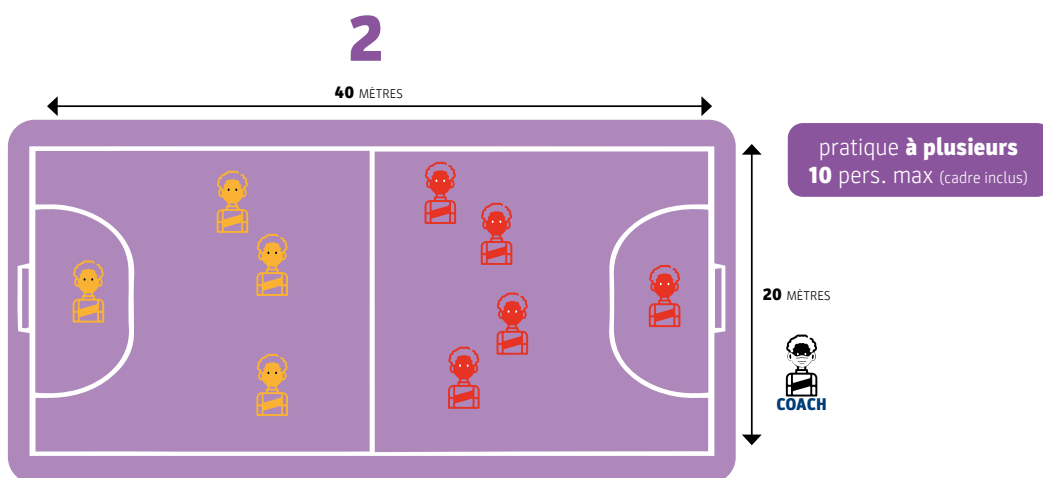 2
40 MÈTRES
pratique à plusieurs
10 pers. max (cadre inclus)
20 MÈTRES
COACH